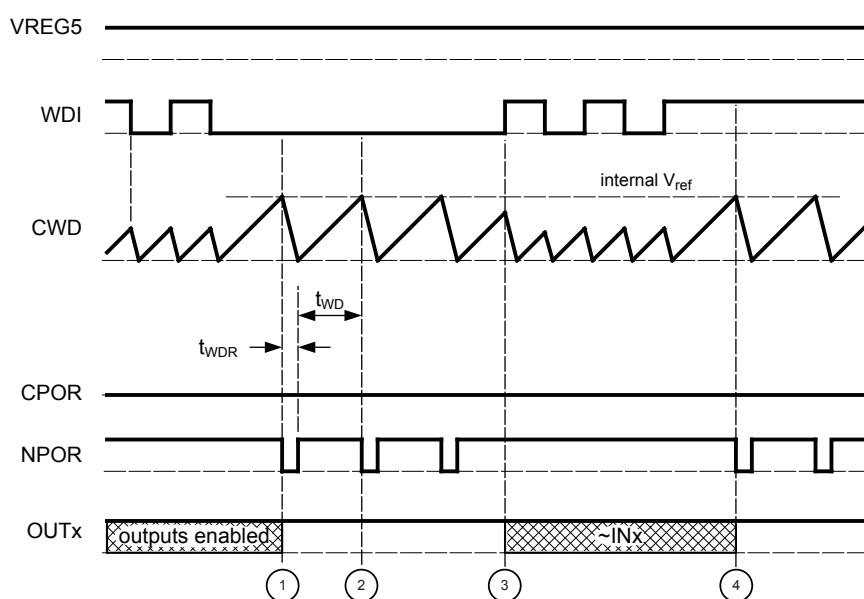 VREG5
WDI
internal Vref
CWD
tWD
tWDR
CPOR
NPOR
OUTx
outputs enabled
~INx
1
2
3
4